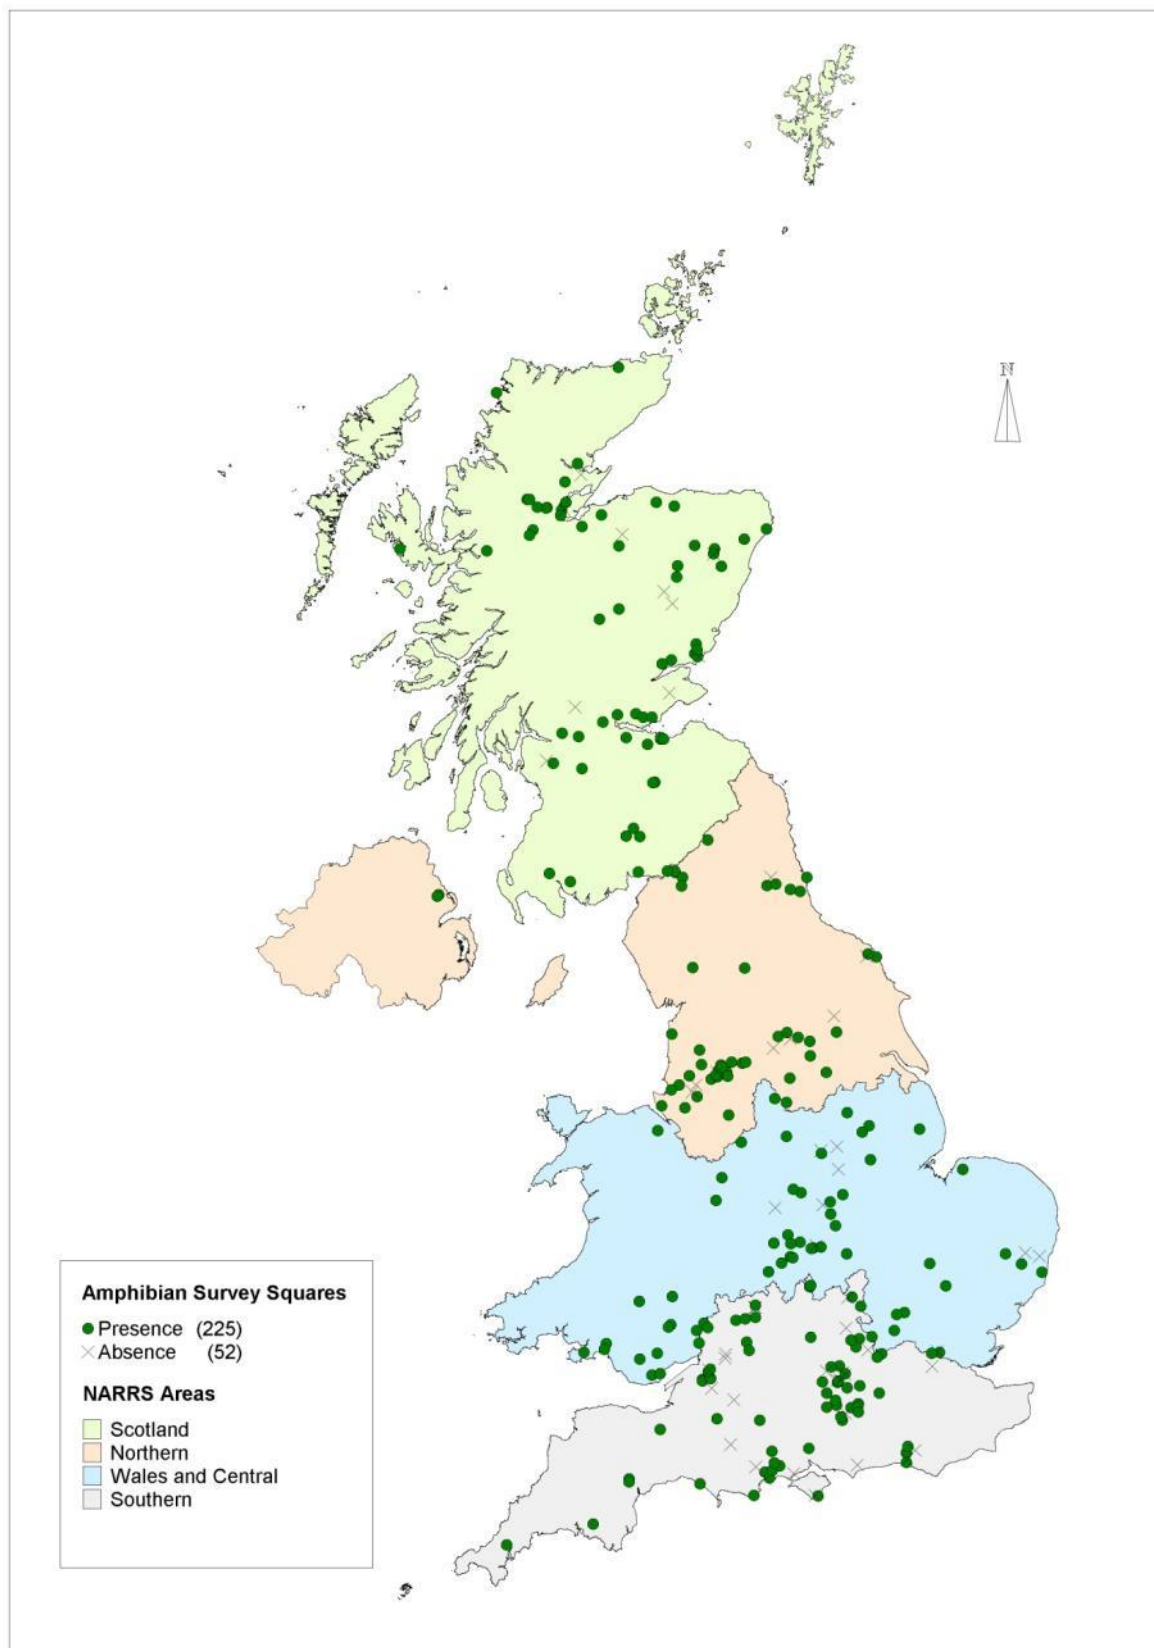 N
Amphibian Survey Squares
Presence (225)
Absence (52)
NARRS Areas
Scotland
Northern
Wales and Central
Southern